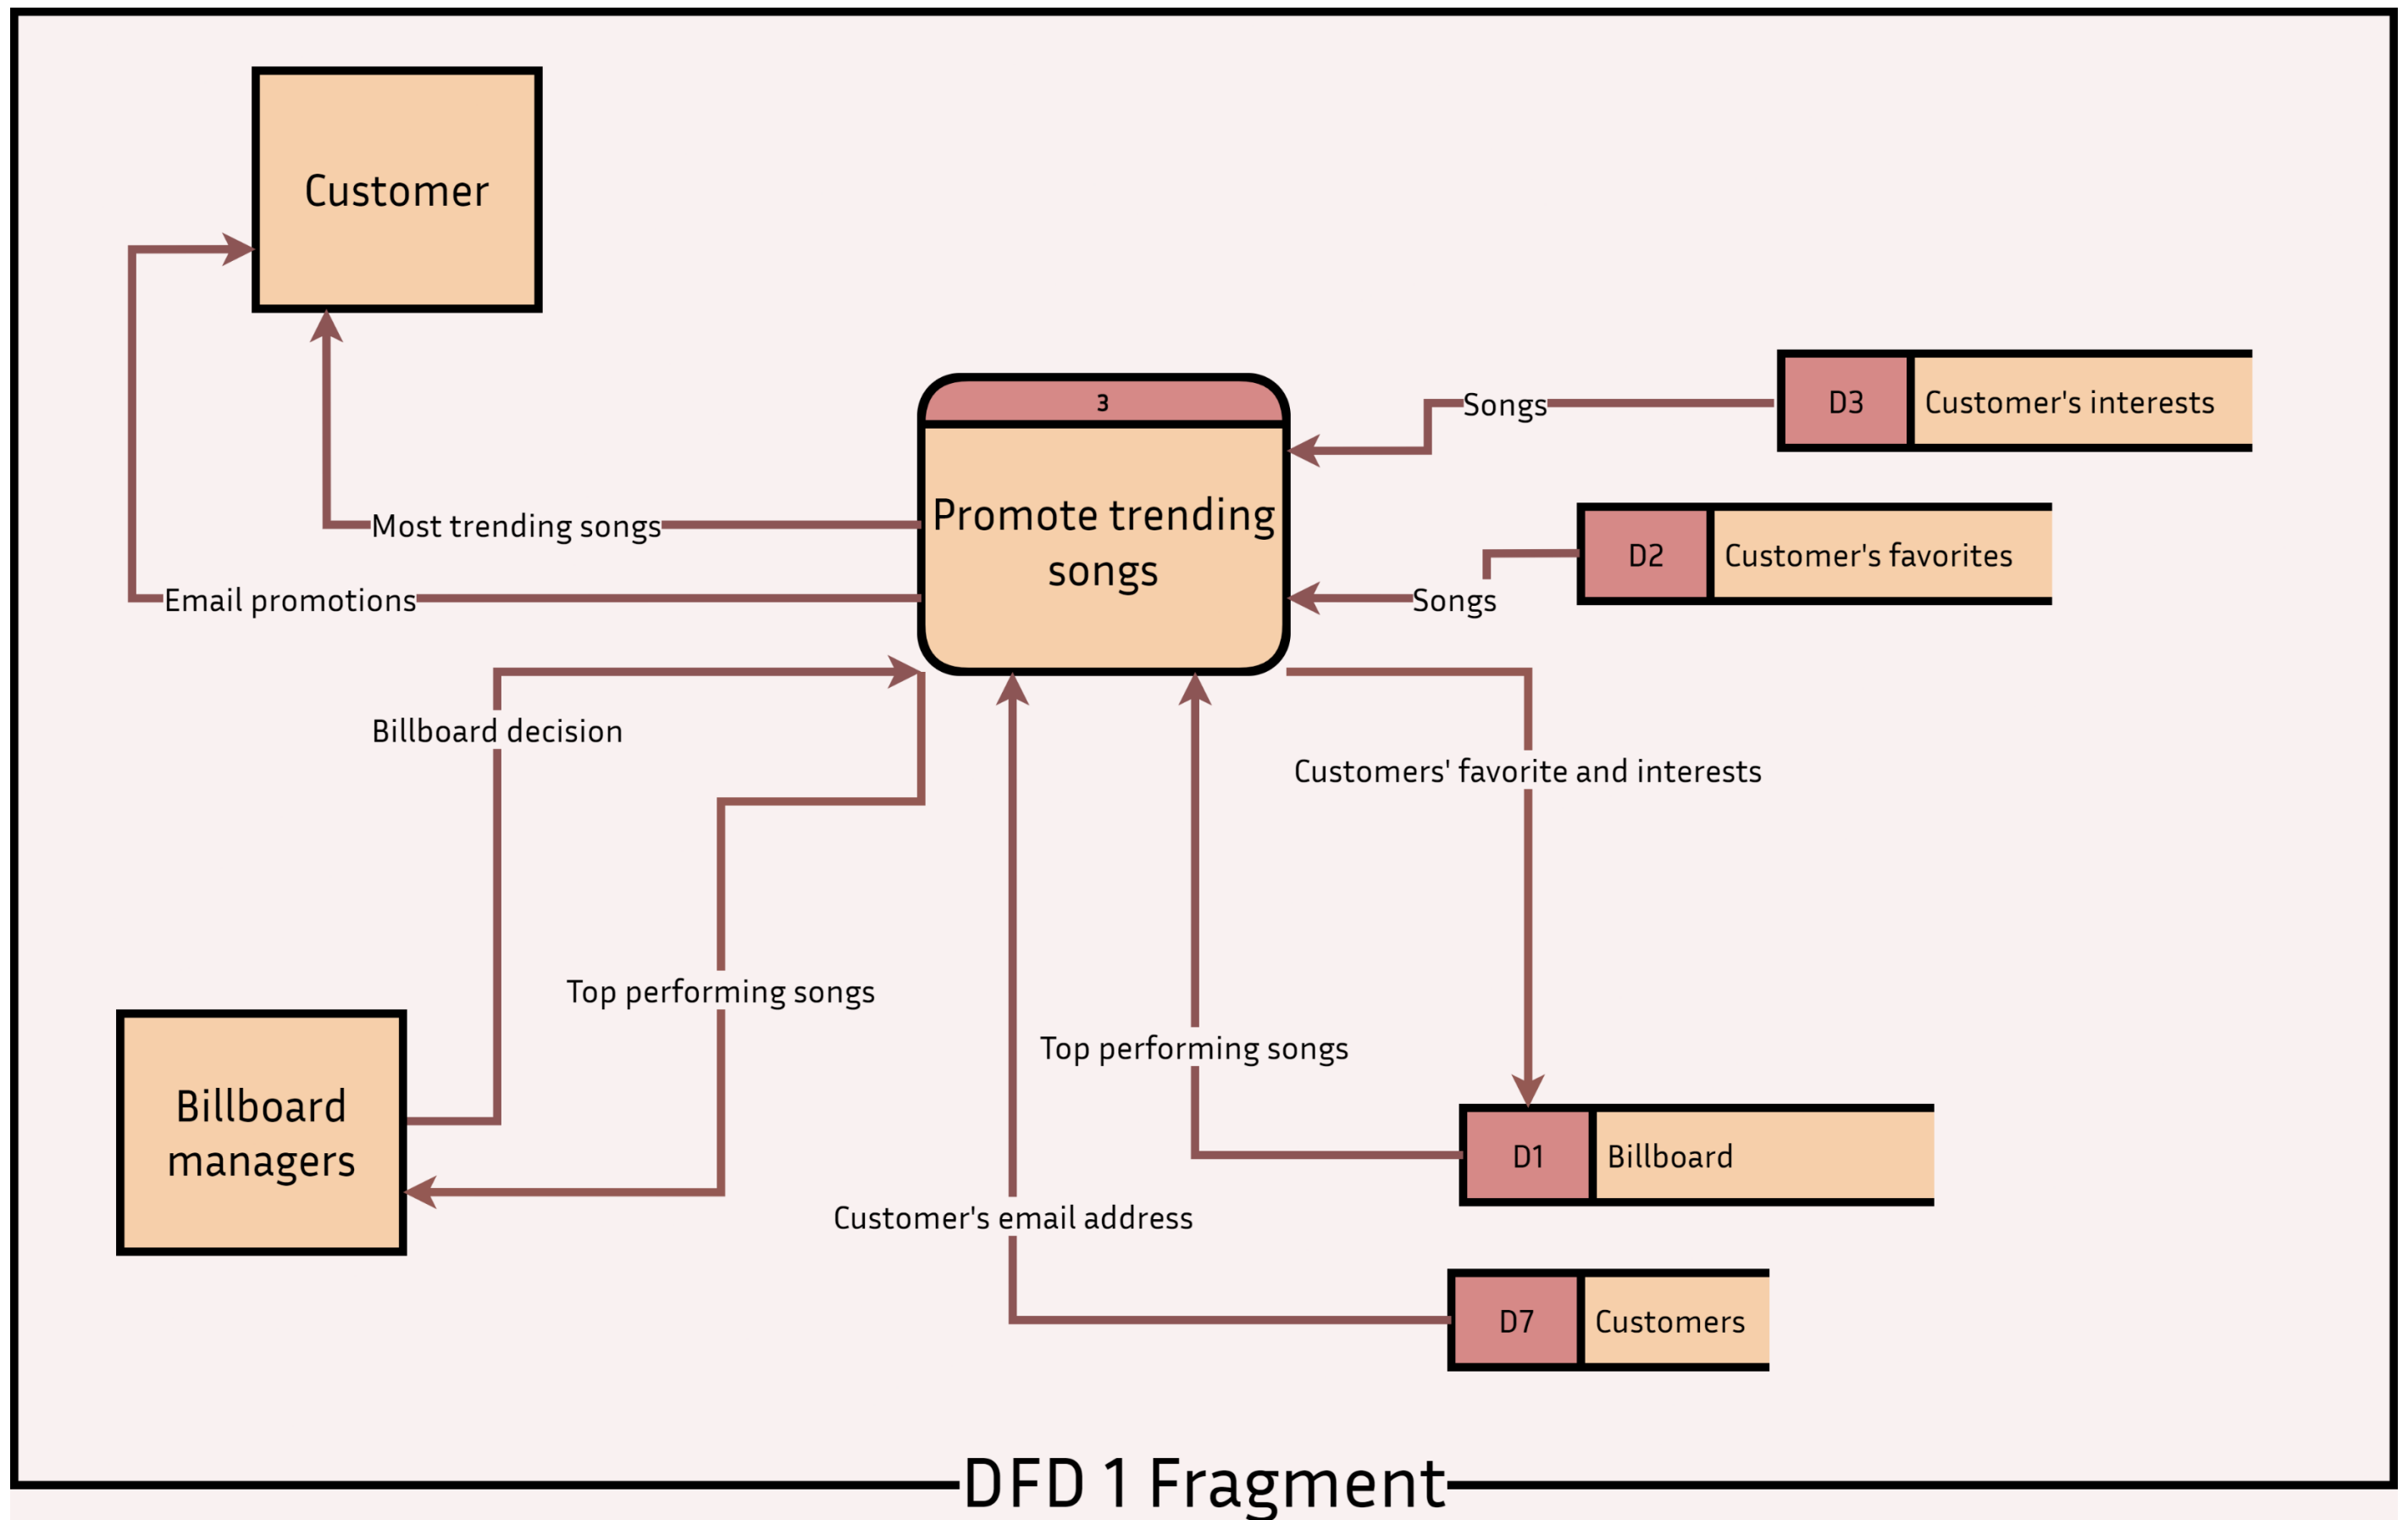 Customer
3
Songs
D3
Customer's interests
Promote trending
songs
Most trending songs
D2
Customer's favorites
Email promotions
Songs
Billboard decision
Customers' favorite and interests
Top performing songs
Top performing songs
Billboard
managers
D1
Billboard
Customer's email address
D7
Customers
DFD 1 Fragment